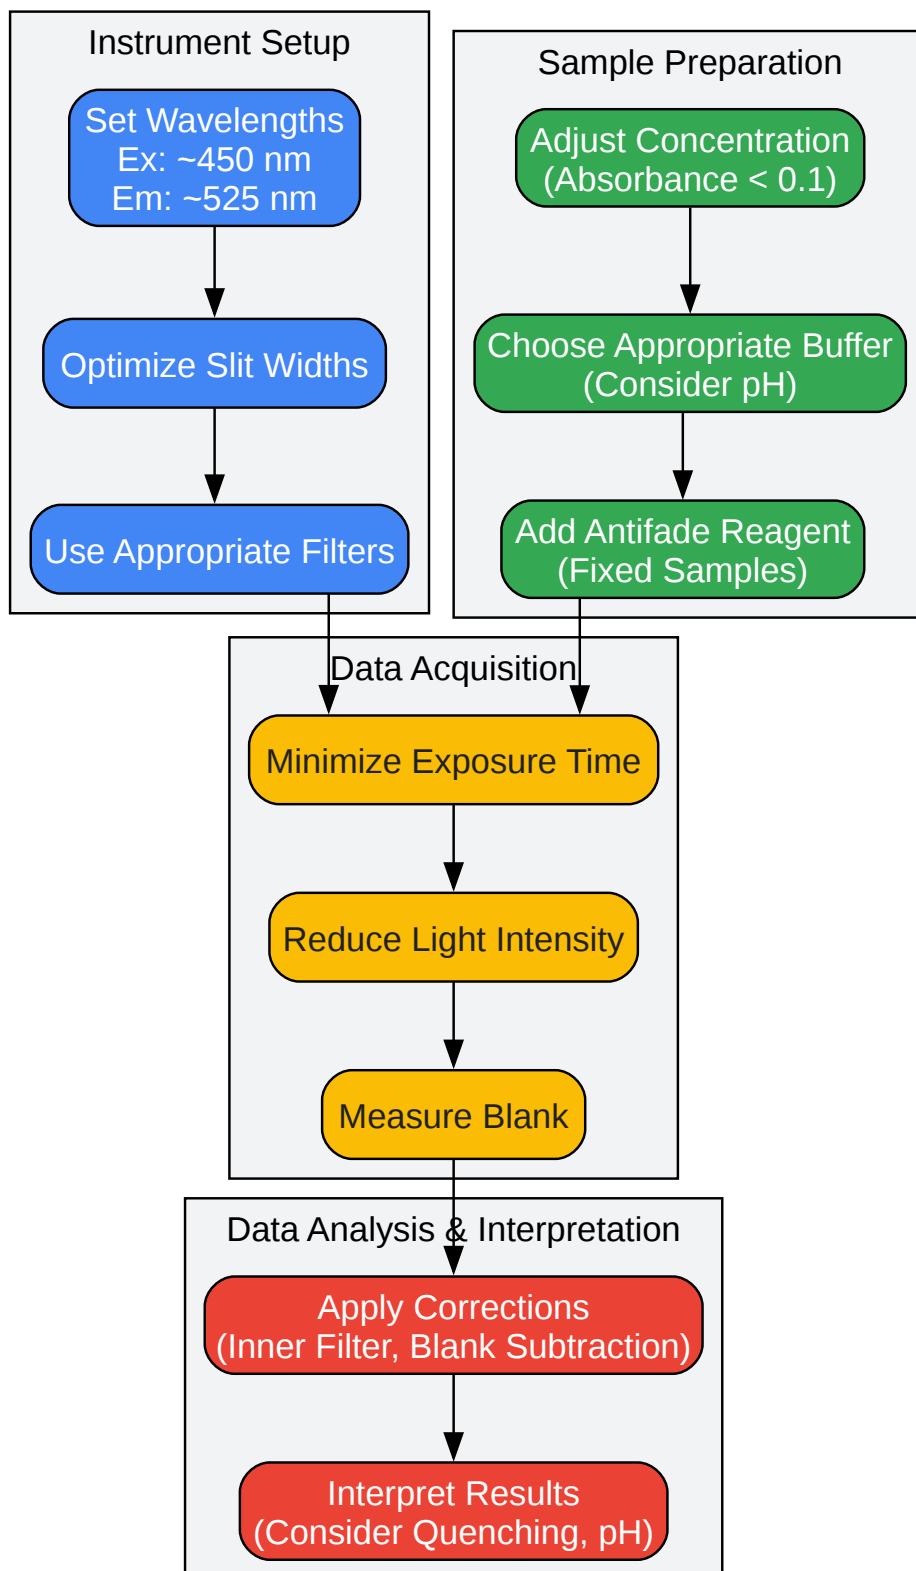 Instrument Setup
Set Wavelengths
Ex: ~450 nm
Em: ~525 nm
Optimize Slit Widths
Use Appropriate Filters
Sample Preparation
Adjust Concentration
(Absorbance < 0.1)
Choose Appropriate Buffer
(Consider pH)
Add Antifade Reagent
(Fixed Samples)
Data Acquisition
Minimize Exposure Time
Reduce Light Intensity
Measure Blank
Data Analysis & Interpretation
Apply Corrections
(Inner Filter, Blank Subtraction)
Interpret Results
(Consider Quenching, pH)